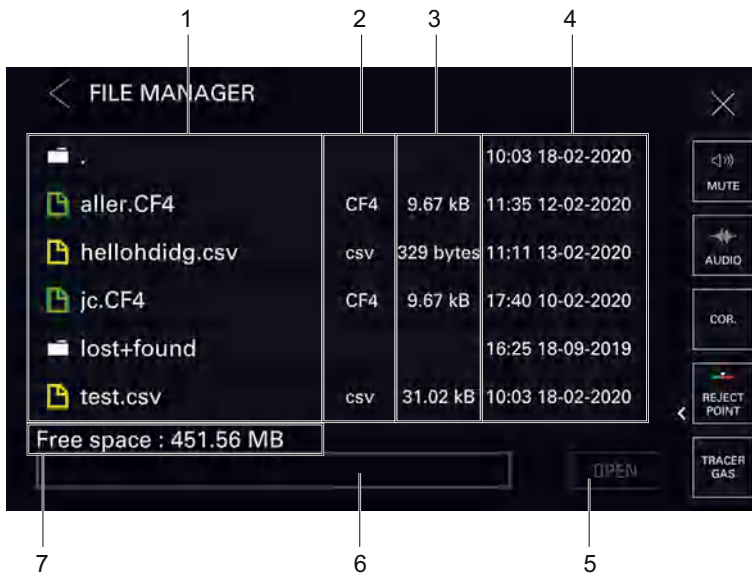 1 2 3 4
FILE MANAGER
. 10:03 18-02-2020
MUTE
aller.CF4 CF4 9.67 kB 11:35 12-02-2020
hellohdidg.csv csv 329 bytes 11:11 13-02-2020
AUDIO
jc.CF4 CF4 9.67 kB 17:40 10-02-2020
COR.
lost+found 16:25 18-09-2019
test.csv csv 31.02 kB 10:03 18-02-2020
REJECT
POINT
Free space : 451.56 MB
OPEN
TRACER
GAS
7 6 5